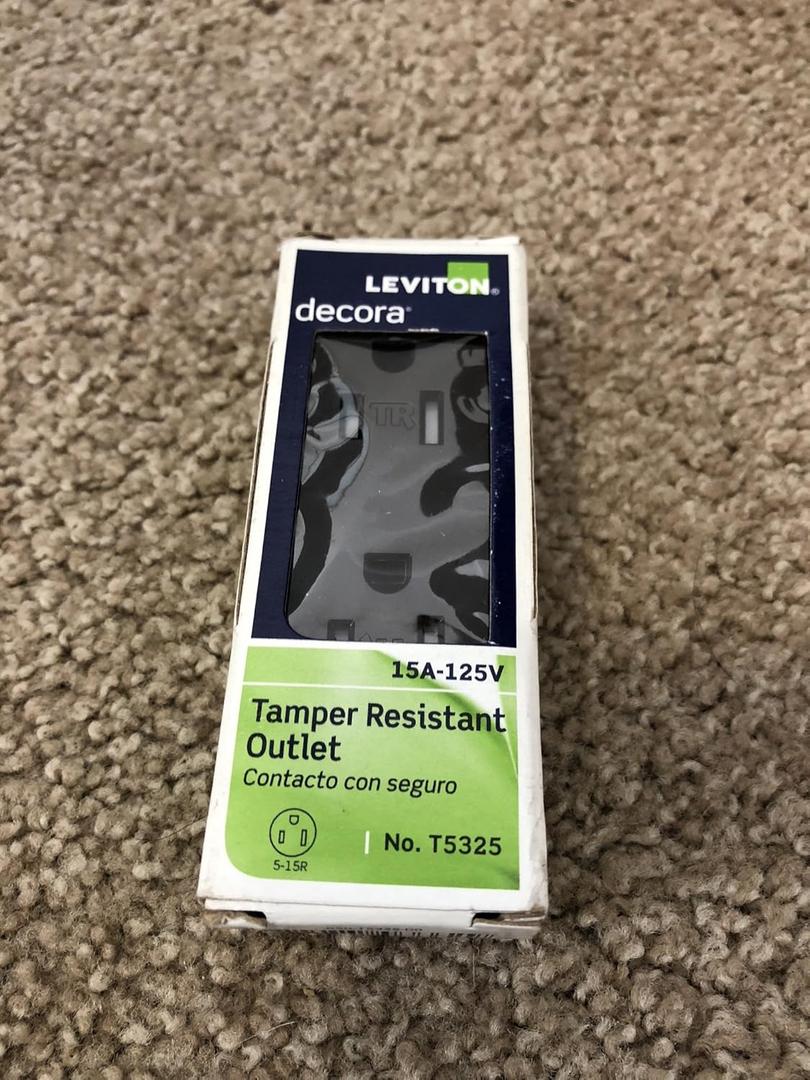 LEVITON®
decora®
TR
15A-125V
Tamper Resistant
Outlet
Contacto con seguro
5-15R
No. T5325